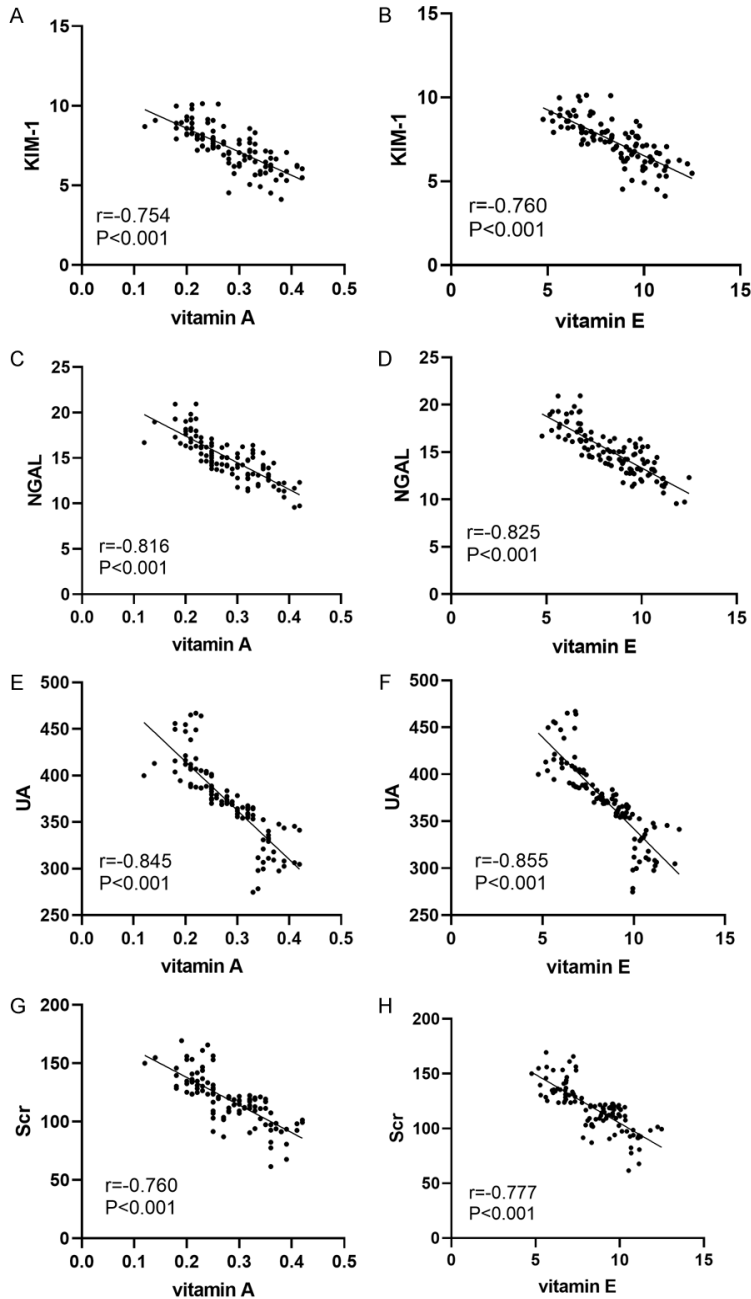 A
15
10
5
0
KIM-1
r=-0.754
P<0.001
0.0 0.1 0.2 0.3 0.4 0.5
vitamin A
B
15
10
5
0
KIM-1
r=-0.760
P<0.001
0 5 10 15
vitamin E
C
25
20
15
10
5
0
NGAL
r=-0.816
P<0.001
0.0 0.1 0.2 0.3 0.4 0.5
vitamin A
D
25
20
15
10
5
0
NGAL
r=-0.825
P<0.001
0 5 10 15
vitamin E
E
500
450
400
350
300
250
UA
r=-0.845
P<0.001
0.0 0.1 0.2 0.3 0.4 0.5
vitamin A
F
500
450
400
350
300
250
UA
r=-0.855
P<0.001
0 5 10 15
vitamin E
G
200
150
100
50
0
Scr
r=-0.760
P<0.001
0.0 0.1 0.2 0.3 0.4 0.5
vitamin A
H
200
150
100
50
0
Scr
r=-0.777
P<0.001
0 5 10 15
vitamin E